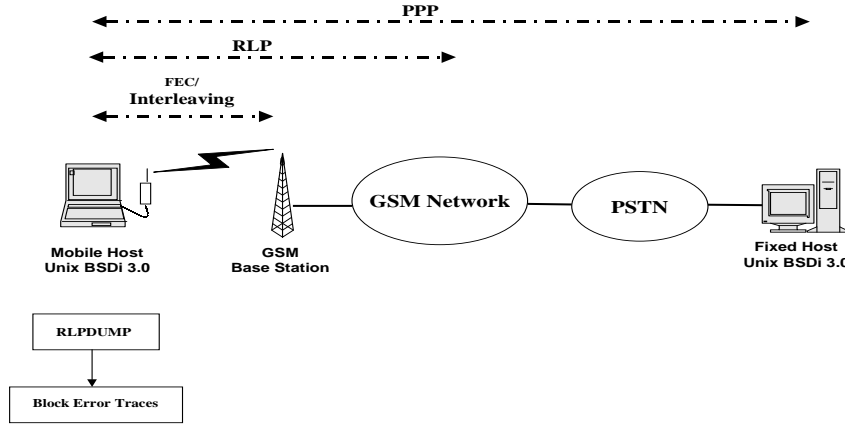 PPP
RLP
FEC/
Interleaving
GSM Network
PSTN
Mobile Host
Unix BSDi 3.0
GSM
Base Station
Fixed Host
Unix BSDi 3.0
RLPDUMP
Block Error Traces